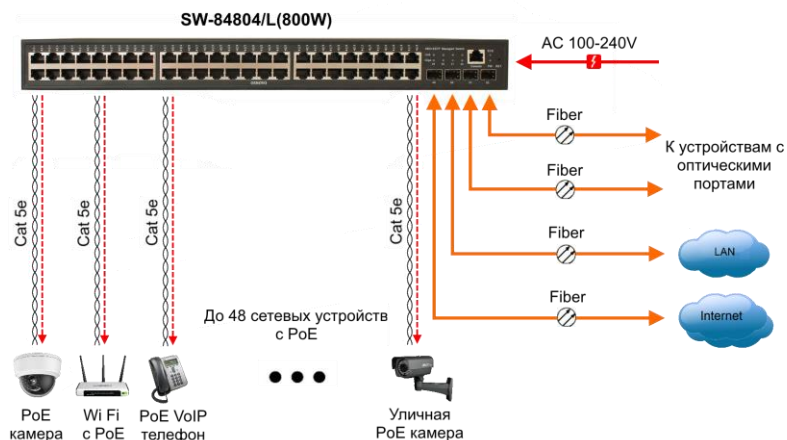 SW-84804/L(800W)
AC 100-240V
Fiber
К устройствам с
оптическими
портами
Fiber
Cat 5e
Cat 5e
Cat 5e
Cat 5e
Fiber
LAN
Fiber
Internet
До 48 сетевых устройств
с PoE
PoE
камера
Wi Fi
с PoE
PoE VoIP
телефон
Уличная
PoE камера